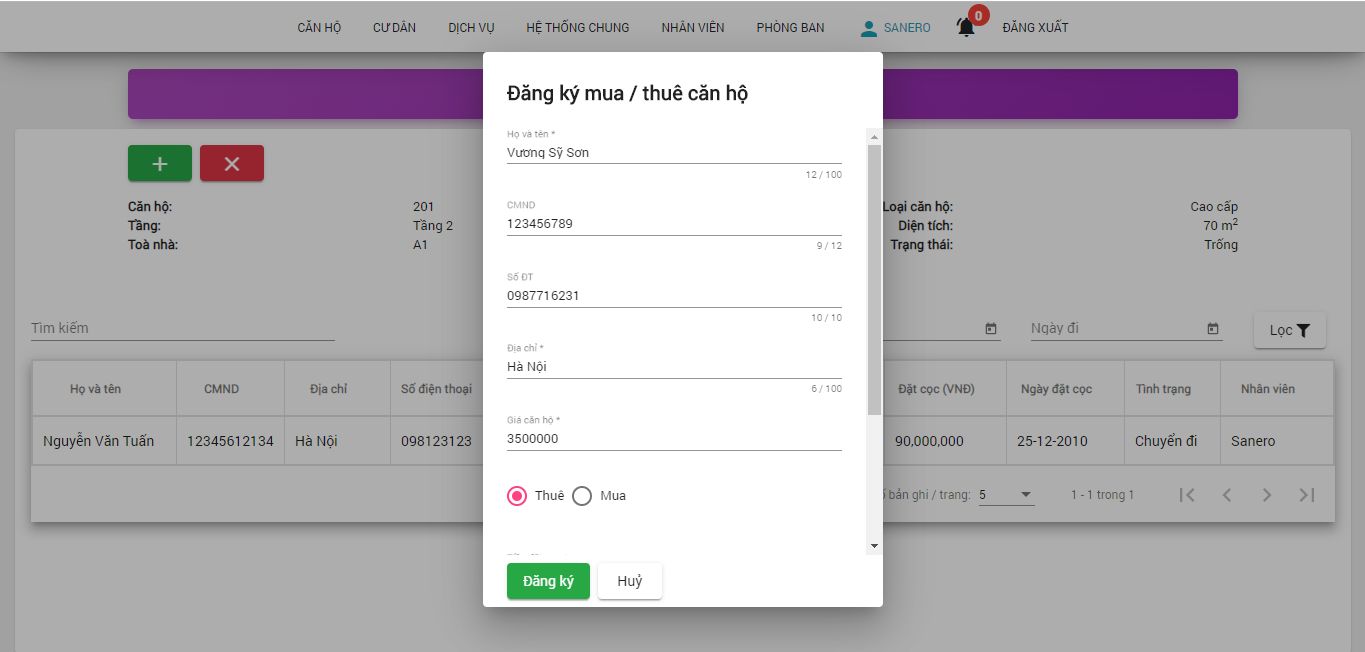 CĂN HỘ CƯ DÂN DỊCH VỤ HỆ THỐNG CHUNG NHÂN VIÊN PHÒNG BAN SANERO 0 ĐĂNG XUẤT
Đăng ký mua / thuê căn hộ
Họ và tên *
Vương Sỹ Sơn
12 / 100
CMND
123456789
9 / 12
Số ĐT
0987716231
10 / 10
Địa chỉ *
Hà Nội
6 / 100
Giá căn hộ *
3500000
Thuê Mua
Đăng ký Huỷ
Căn hộ: 201 Loại căn hộ: Cao cấp
Tầng: Tầng 2 Diện tích: 70 m2
Toà nhà: A1 Trạng thái: Trống
Tìm kiếm Ngày đi Lọc
Họ và tên CMND Địa chỉ Số điện thoại Đặt cọc (VNĐ) Ngày đặt cọc Tình trạng Nhân viên
Nguyễn Văn Tuấn 12345612134 Hà Nội 098123123 90,000,000 25-12-2010 Chuyển đi Sanero
bản ghi / trang: 5 1 - 1 trong 1